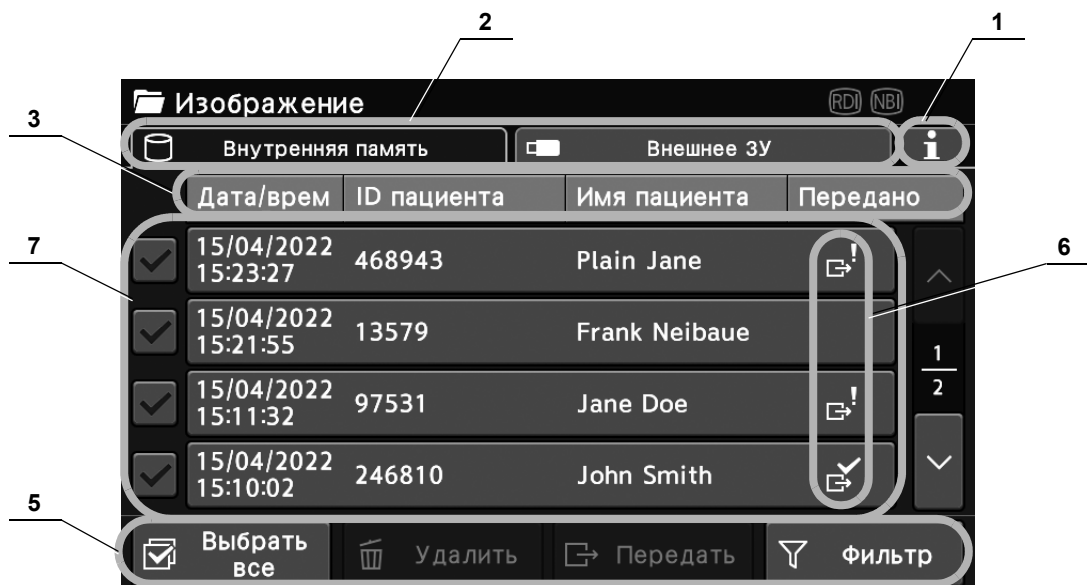 2 1
Изображение RDI NBI
3
Внутренняя память Внешнее ЗУ i
Дата/врем ID пациента Имя пациента Передано
7
15/04/2022
15:23:27 468943 Plain Jane !
6
15/04/2022
15:21:55 13579 Frank Neibaue
1
2
15/04/2022
15:11:32 97531 Jane Doe !
15/04/2022
15:10:02 246810 John Smith
5
Выбрать
все Удалить Передать Фильтр